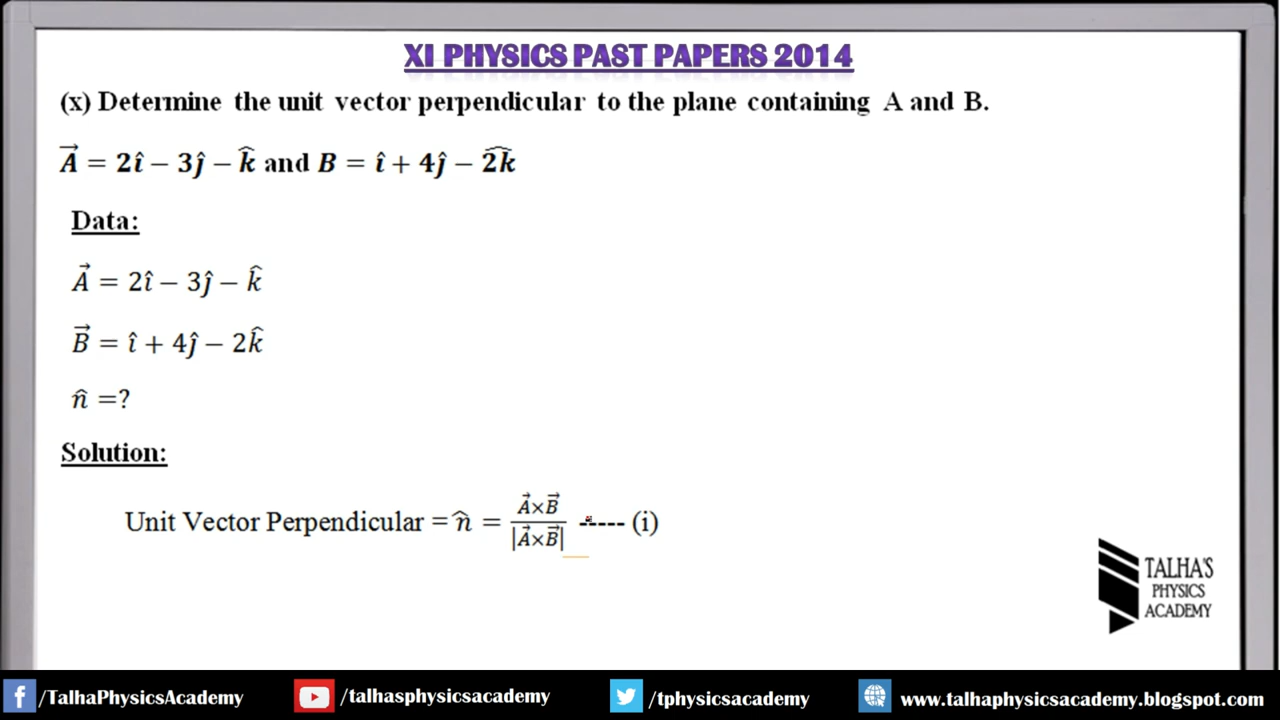 XI PHYSICS PAST PAPERS 2014
(x) Determine the unit vector perpendicular to the plane containing A and B.
A⃗ = 2î − 3ĵ − k̂ and B = î + 4ĵ − 2k̂
Data:
A⃗ = 2î − 3ĵ − k̂
B⃗ = î + 4ĵ − 2k̂
n̂ =?
Solution:
Unit Vector Perpendicular = n̂ = A⃗×B⃗ / |A⃗×B⃗| ----- (i)
TALHA'S
PHYSICS
ACADEMY
/TalhaPhysicsAcademy
/talhasphysicsacademy
/tphysicsacademy
www.talhaphysicsacademy.blogspot.com